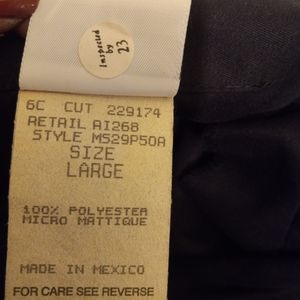 Inspected
by
23
6C CUT 229174
RETAIL AI268
STYLE M529P50A
SIZE
LARGE
100% POLYESTER
MICRO MATTIQUE
MADE IN MEXICO
FOR CARE SEE REVERSE